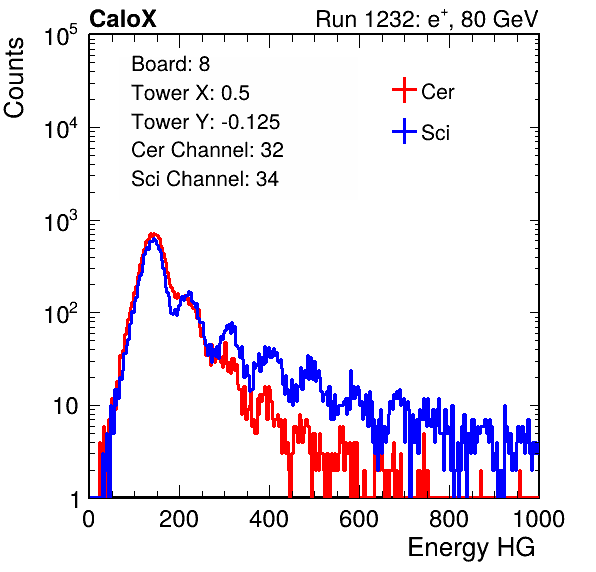 CaloX Run 1232: e⁺, 80 GeV
Counts
10⁵
10⁴
10³
10²
10
1
Board: 8
Tower X: 0.5
Tower Y: -0.125
Cer Channel: 32
Sci Channel: 34
Cer
Sci
0 200 400 600 800 1000
Energy HG